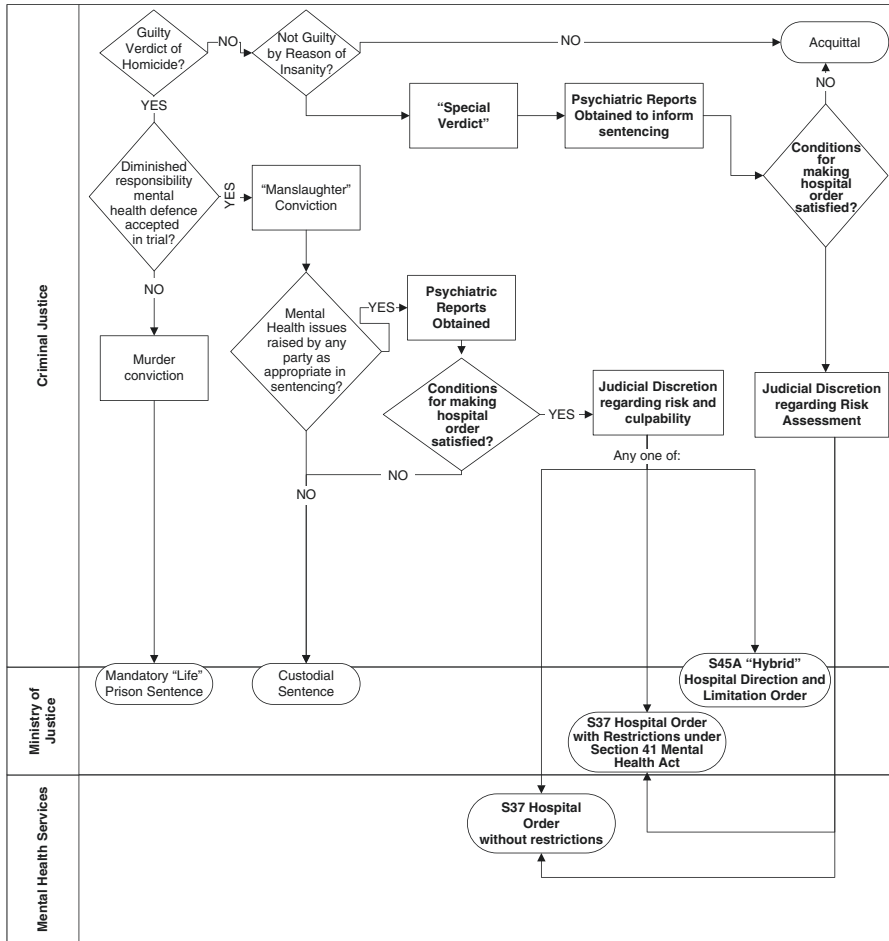 Criminal Justice
Guilty
Verdict of
Homicide?
NO
Not Guilty
by Reason of
Insanity?
NO
Acquittal
YES
“Special
Verdict”
Psychiatric Reports
Obtained to inform
sentencing
NO
Conditions
for
making
hospital
order
satisfied?
Diminished
responsibility
mental
health defence
accepted
in trial?
YES
“Manslaughter”
Conviction
NO
Murder
conviction
Mental
Health issues
raised by any
party as
appropriate in
sentencing?
YES
Psychiatric
Reports
Obtained
Conditions
for making
hospital
order
satisfied?
YES
Judicial Discretion
regarding risk and
culpability
Judicial Discretion
regarding Risk
Assessment
Any one of:
NO
NO
Ministry of
Justice
Mandatory “Life”
Prison Sentence
Custodial
Sentence
S45A “Hybrid”
Hospital Direction and
Limitation Order
S37 Hospital Order
with Restrictions under
Section 41 Mental
Health Act
Mental Health Services
S37 Hospital
Order
without restrictions